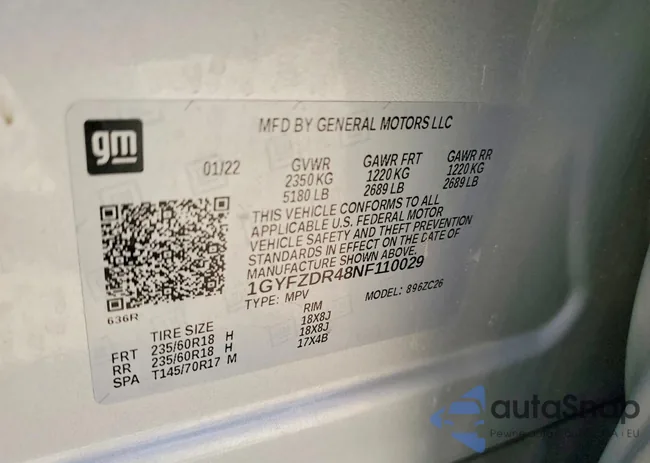 gm
MFD BY GENERAL MOTORS LLC
01/22 GVWR GAWR FRT GAWR RR
2350 KG 1220 KG 1220 KG
5180 LB 2689 LB 2689 LB
THIS VEHICLE CONFORMS TO ALL
APPLICABLE U.S. FEDERAL MOTOR
VEHICLE SAFETY AND THEFT PREVENTION
STANDARDS IN EFFECT ON THE DATE OF
MANUFACTURE SHOWN ABOVE.
1GYFZDR48NF110029
636R TYPE: MPV MODEL: 896ZC26
TIRE SIZE RIM
FRT 235/60R18 H 18X8J
RR 235/60R18 H 18X8J
SPA T145/70R17 M 17X4B
autaSnap